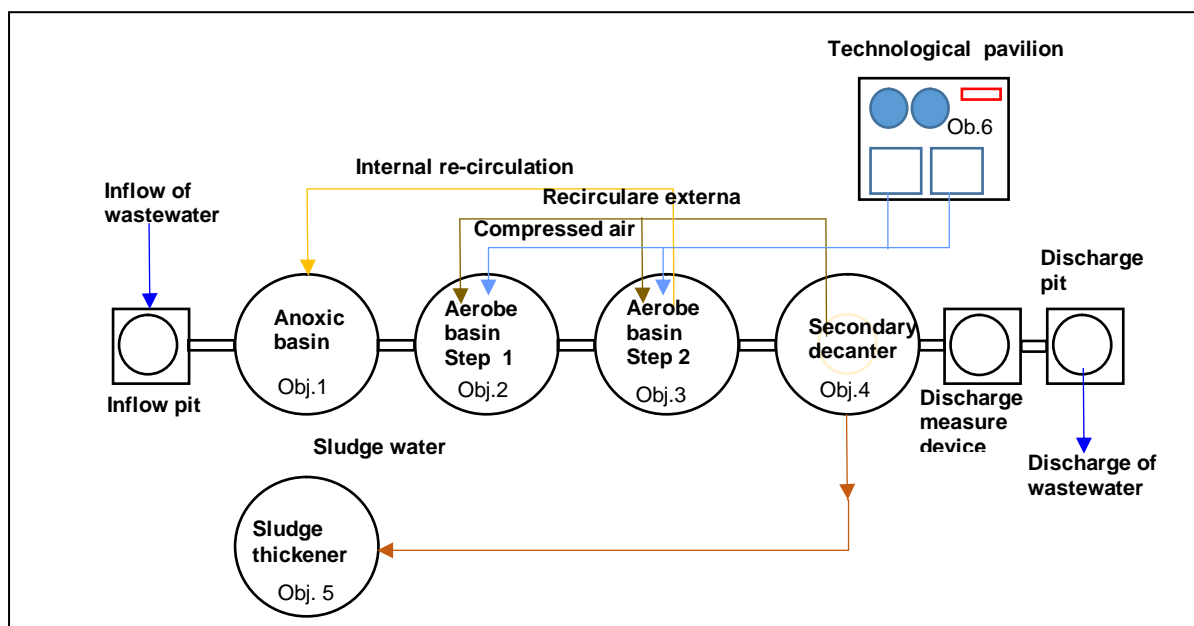 Technological pavilion
Ob.6
Internal re-circulation
Inflow of
wastewater
Recirculare externa
Compressed air
Discharge
pit
Anoxic
basin
Obj.1
Aerobe
basin
Step 1
Obj.2
Aerobe
basin
Step 2
Obj.3
Secondary
decanter
Obj.4
Inflow pit
Discharge
measure
device
Sludge water
Discharge of
wastewater
Sludge
thickener
Obj. 5